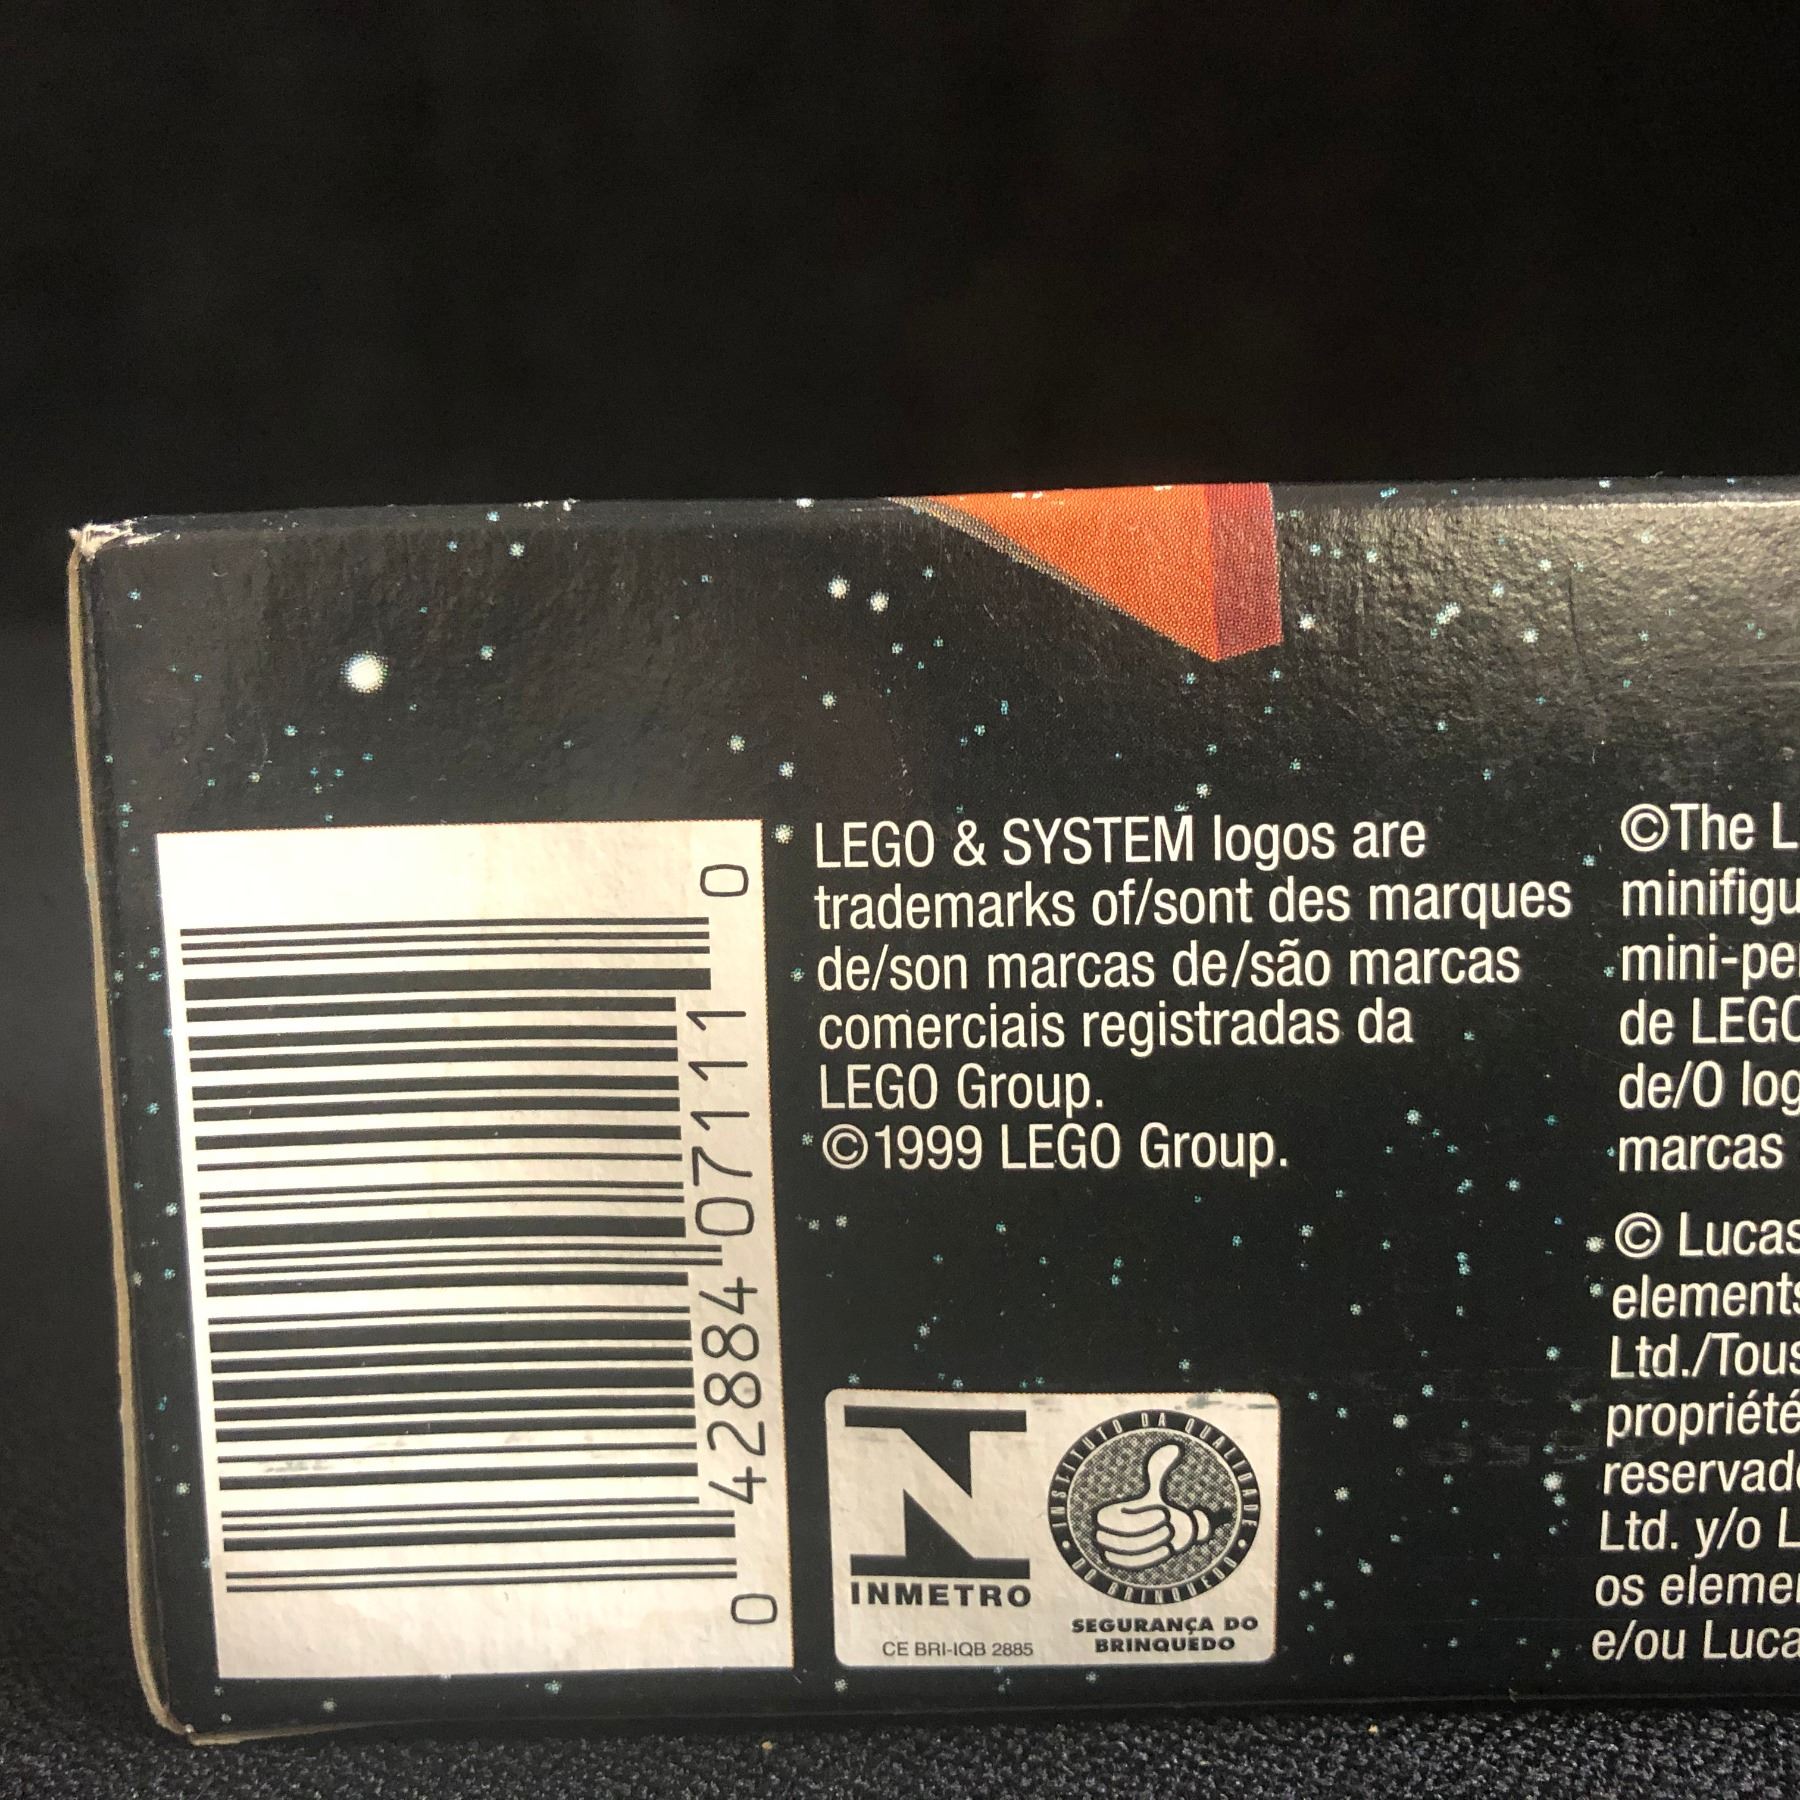 0 42884 07111 0
LEGO & SYSTEM logos are
trademarks of/sont des marques
de/son marcas de/são marcas
comerciais registradas da
LEGO Group.
©1999 LEGO Group.
©The L
minifigu
mini-per
de LEGO
de/O log
marcas
© Lucas
elements
Ltd./Tous
propriété
reservado
Ltd. y/o L
os elemen
e/ou Luca
INMETRO
CE BRI-IQB 2885
INSTITUTO DA QUALIDADE
DO BRINQUEDO
SEGURANÇA DO
BRINQUEDO